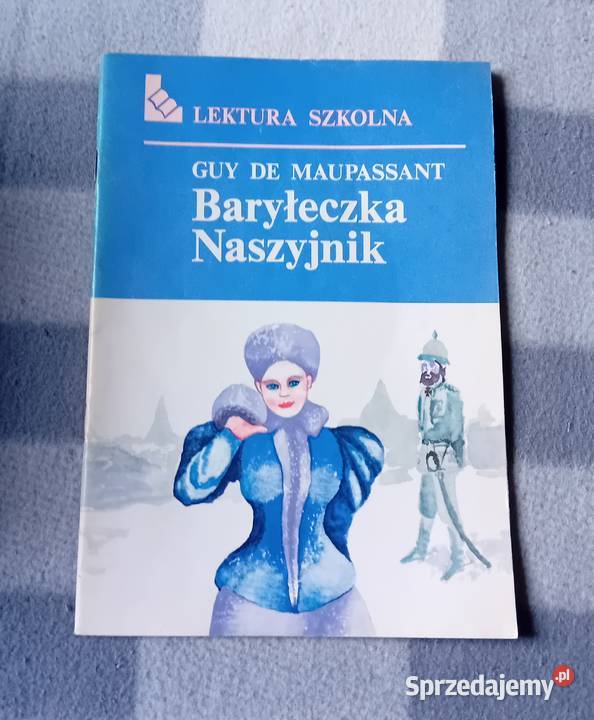 LEKTURA SZKOLNA
GUY DE MAUPASSANT
Baryłeczka
Naszyjnik
Sprzedajemy.pl